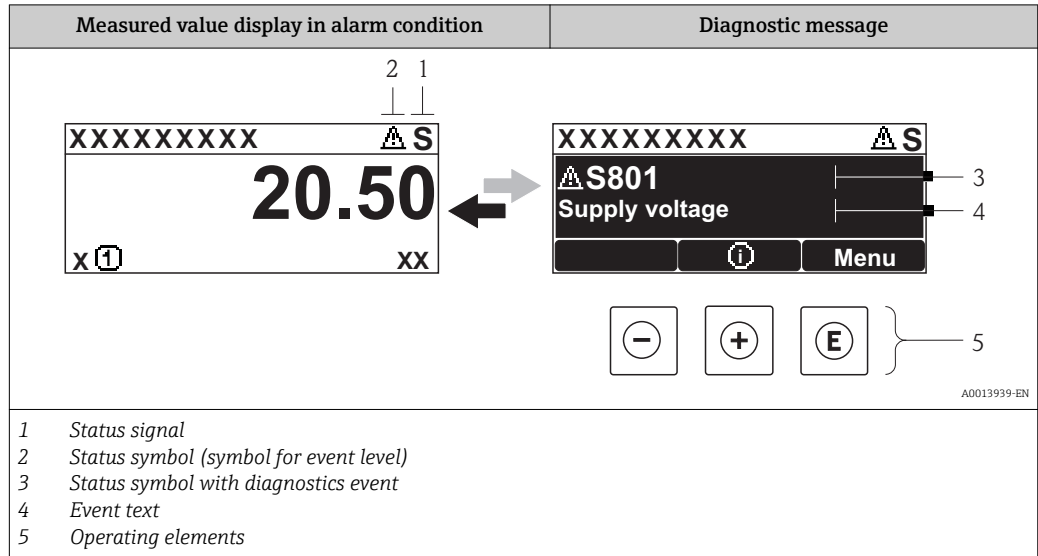 Measured value display in alarm condition
Diagnostic message
2 1
XXXXXXXXX ⚠ S
20.50
X ① XX
XXXXXXXXX ⚠ S
⚠S801
Supply voltage
ⓘ Menu
3
4
− + E
5
A0013939-EN
1 Status signal
2 Status symbol (symbol for event level)
3 Status symbol with diagnostics event
4 Event text
5 Operating elements